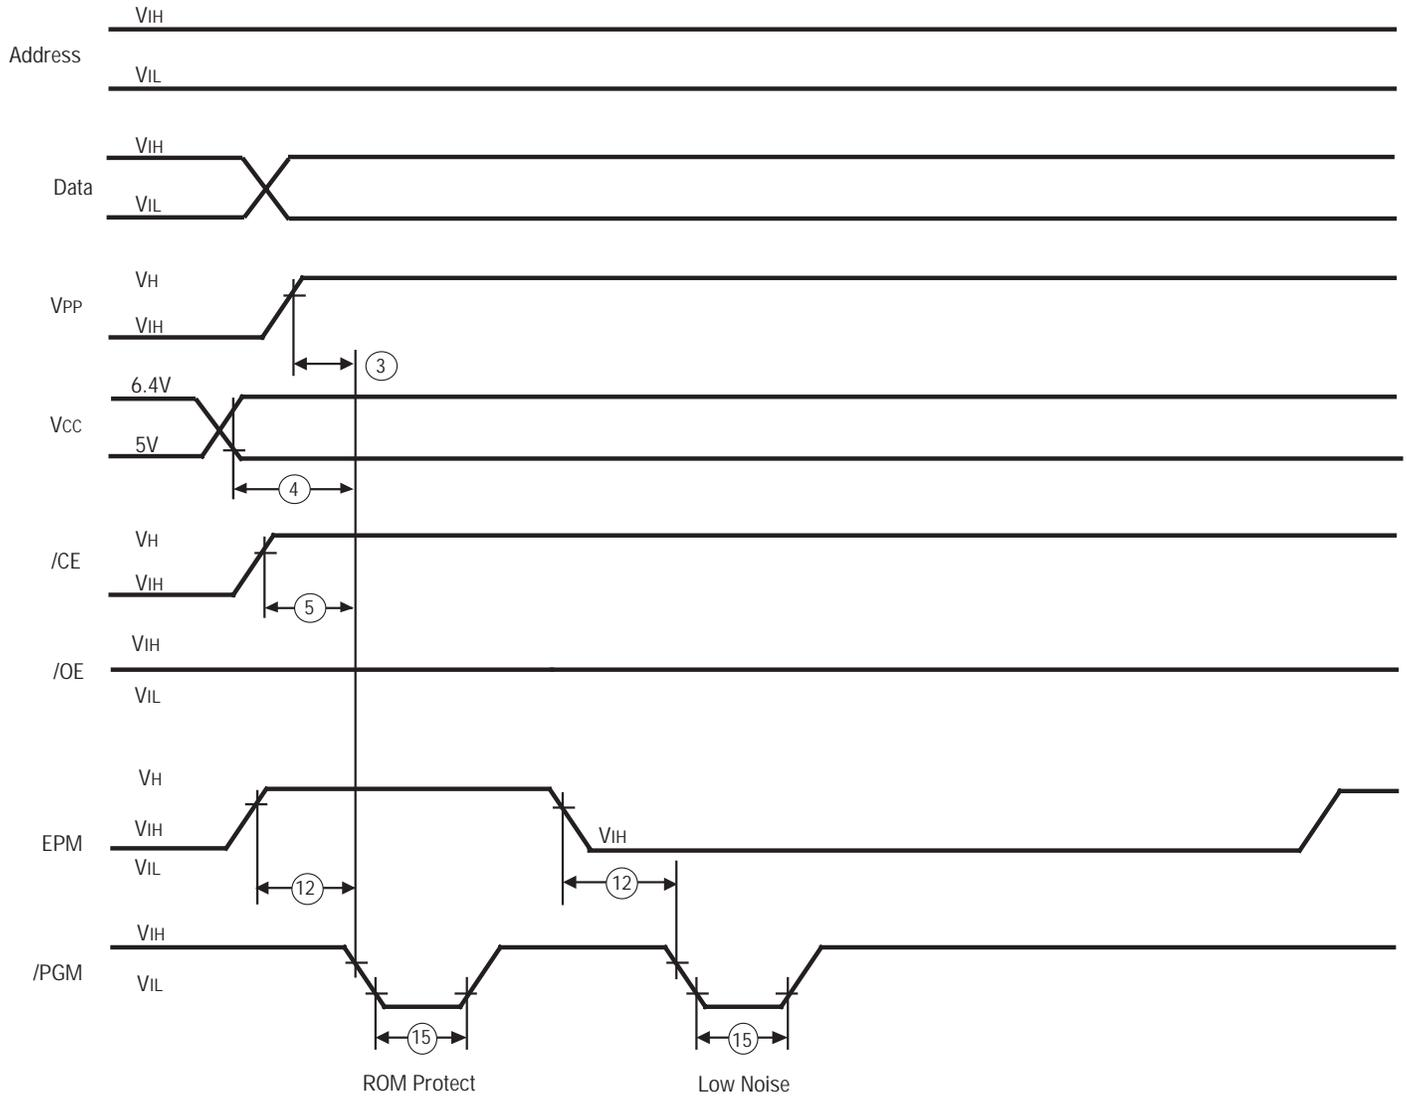 VIH
Address
VIL
VIH
Data
VIL
VH
VPP
VIH
3
6.4V
VCC
5V
4
VH
/CE
VIH
5
VIH
/OE
VIL
VH
VIH
EPM
VIH
VIL
12
12
VIH
/PGM
VIL
15
15
ROM Protect
Low Noise